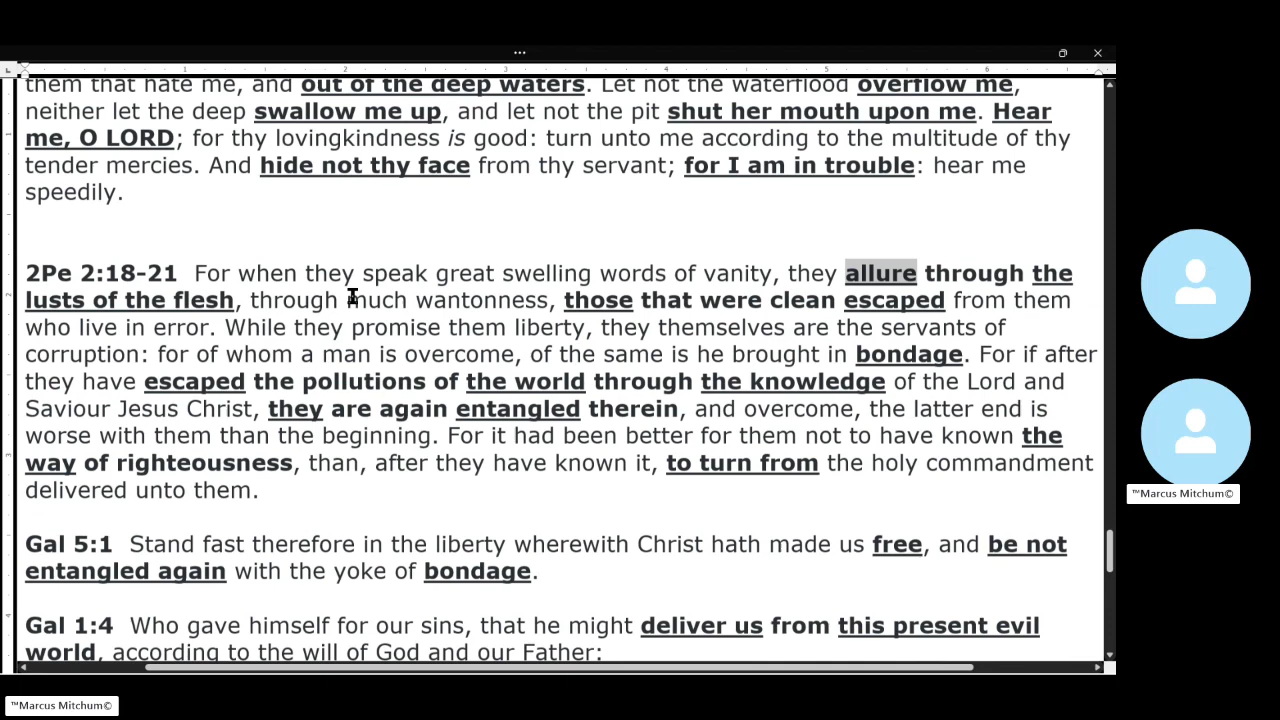 them that hate me, and out of the deep waters. Let not the waterflood overflow me,
neither let the deep swallow me up, and let not the pit shut her mouth upon me. Hear
me, O LORD; for thy lovingkindness is good: turn unto me according to the multitude of thy
tender mercies. And hide not thy face from thy servant; for I am in trouble: hear me
speedily.
2Pe 2:18-21 For when they speak great swelling words of vanity, they allure through the
lusts of the flesh, through much wantonness, those that were clean escaped from them
who live in error. While they promise them liberty, they themselves are the servants of
corruption: for of whom a man is overcome, of the same is he brought in bondage. For if after
they have escaped the pollutions of the world through the knowledge of the Lord and
Saviour Jesus Christ, they are again entangled therein, and overcome, the latter end is
worse with them than the beginning. For it had been better for them not to have known the
way of righteousness, than, after they have known it, to turn from the holy commandment
delivered unto them.
Gal 5:1 Stand fast therefore in the liberty wherewith Christ hath made us free, and be not
entangled again with the yoke of bondage.
Gal 1:4 Who gave himself for our sins, that he might deliver us from this present evil
world, according to the will of God and our Father:
1 2 3 4 5 6
1
2
3
4
™Marcus Mitchum©
™Marcus Mitchum©